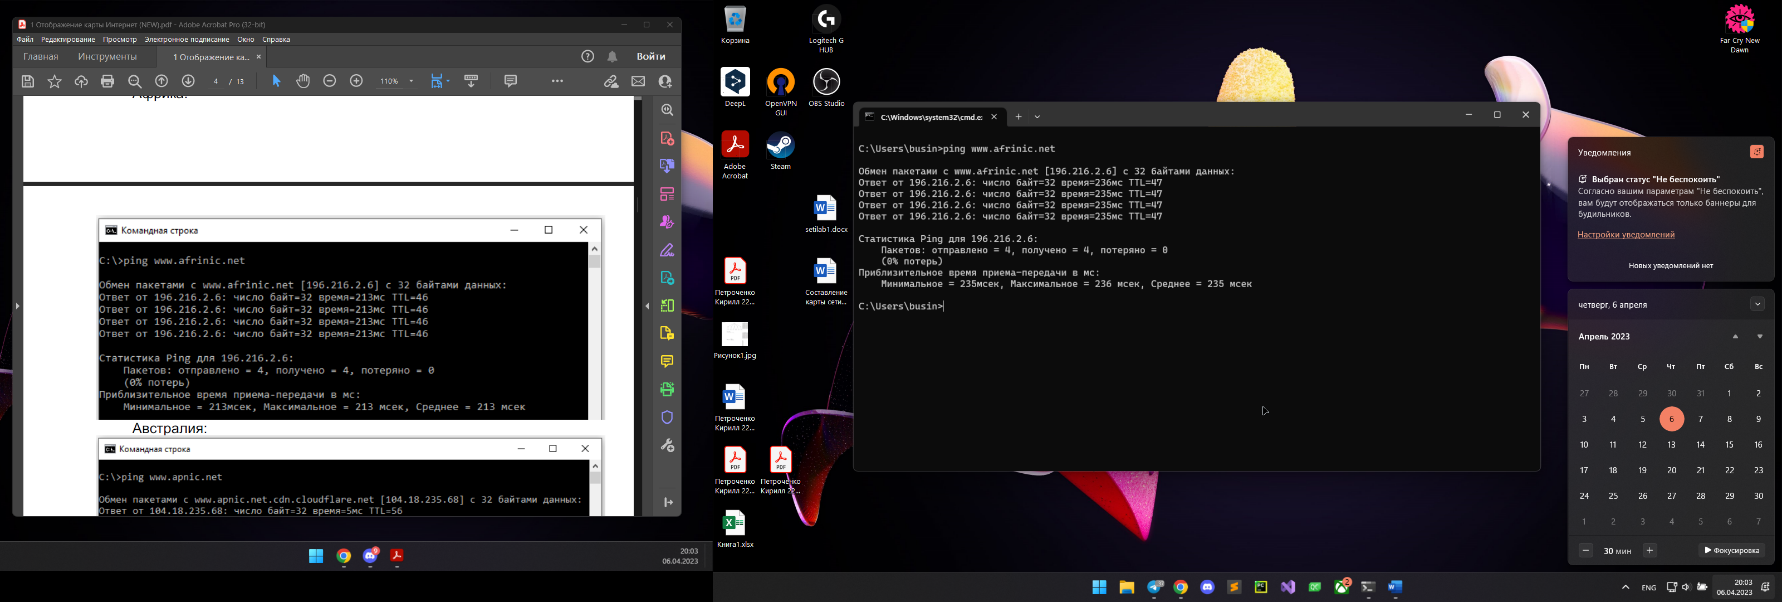 1 Отображение карты Интернет (NEW).pdf - Adobe Acrobat Pro (32-bit)
Файл Редактирование Просмотр Электронное подписание Окно Справка
Главная Инструменты 1 Отображение ка... × Войти
4 / 13 110%
Африка:
Командная строка
C:\>ping www.afrinic.net
Обмен пакетами с www.afrinic.net [196.216.2.6] с 32 байтами данных:
Ответ от 196.216.2.6: число байт=32 время=213мс TTL=46
Ответ от 196.216.2.6: число байт=32 время=213мс TTL=46
Ответ от 196.216.2.6: число байт=32 время=213мс TTL=46
Ответ от 196.216.2.6: число байт=32 время=213мс TTL=46
Статистика Ping для 196.216.2.6:
Пакетов: отправлено = 4, получено = 4, потеряно = 0
(0% потерь)
Приблизительное время приема-передачи в мс:
Минимальное = 213мсек, Максимальное = 213 мсек, Среднее = 213 мсек
Австралия:
Командная строка
C:\>ping www.apnic.net
Обмен пакетами с www.apnic.net.cdn.cloudflare.net [104.18.235.68] с 32 байтами данных:
Ответ от 104.18.235.68: число байт=32 время=5мс TTL=56
20:03
06.04.2023
Корзина
Logitech G HUB
DeepL
OpenVPN GUI
OBS Studio
Adobe Acrobat
Steam
setilab1.docx
Петроченко Кирилл 22...
Составление карты сети...
Рисунок1.jpg
Петроченко Кирилл 22...
Петроченко Кирилл 22...
Петроченко Кирилл 22...
Книга1.xlsx
Far Cry New Dawn
C:\Windows\system32\cmd.e:
C:\Users\busin>ping www.afrinic.net
Обмен пакетами с www.afrinic.net [196.216.2.6] с 32 байтами данных:
Ответ от 196.216.2.6: число байт=32 время=236мс TTL=47
Ответ от 196.216.2.6: число байт=32 время=235мс TTL=47
Ответ от 196.216.2.6: число байт=32 время=235мс TTL=47
Ответ от 196.216.2.6: число байт=32 время=235мс TTL=47
Статистика Ping для 196.216.2.6:
Пакетов: отправлено = 4, получено = 4, потеряно = 0
(0% потерь)
Приблизительное время приема-передачи в мс:
Минимальное = 235мсек, Максимальное = 236 мсек, Среднее = 235 мсек
C:\Users\busin>
Уведомления
Выбран статус "Не беспокоить"
Согласно вашим параметрам "Не беспокоить",
вам будут отображаться только баннеры для
будильников.
Настройки уведомлений
Новых уведомлений нет
четверг, 6 апреля
Апрель 2023
Пн Вт Ср Чт Пт Сб Вс
27 28 29 30 31 1 2
3 4 5 6 7 8 9
10 11 12 13 14 15 16
17 18 19 20 21 22 23
24 25 26 27 28 29 30
1 2 3 4 5 6 7
30 мин Фокусировка
ENG
20:03
06.04.2023